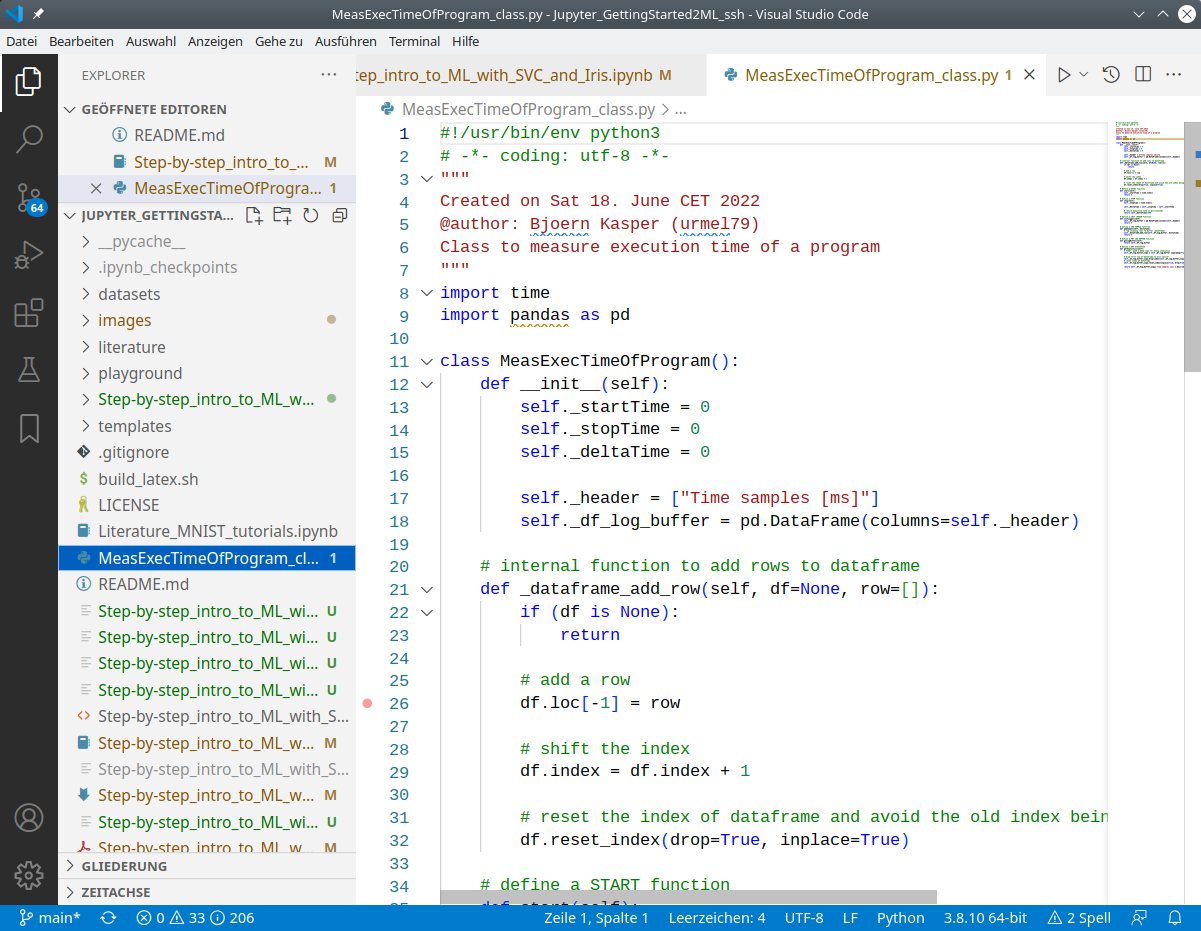 MeasExecTimeOfProgram_class.py - Jupyter_GettingStarted2ML_ssh - Visual Studio Code
Datei Bearbeiten Auswahl Anzeigen Gehe zu Ausführen Terminal Hilfe
EXPLORER ...
GEÖFFNETE EDITOREN
README.md
Step-by-step_intro_to_... M
MeasExecTimeOfProgra... 1
JUPYTER_GETTINGSTA...
__pycache__
.ipynb_checkpoints
datasets
images
literature
playground
Step-by-step_intro_to_ML_w...
templates
.gitignore
build_latex.sh
LICENSE
Literature_MNIST_tutorials.ipynb
MeasExecTimeOfProgram_cl... 1
README.md
Step-by-step_intro_to_ML_wi... U
Step-by-step_intro_to_ML_wi... U
Step-by-step_intro_to_ML_wi... U
Step-by-step_intro_to_ML_wi... U
Step-by-step_intro_to_ML_with_S...
Step-by-step_intro_to_ML_w... M
Step-by-step_intro_to_ML_with_S...
Step-by-step_intro_to_ML_w... M
Step-by-step_intro_to_ML_wi... U
Step-by-step_intro_to_ML_w... M
GLIEDERUNG
ZEITACHSE
64
tep_intro_to_ML_with_SVC_and_Iris.ipynb M
MeasExecTimeOfProgram_class.py 1
MeasExecTimeOfProgram_class.py > ...
1 #!/usr/bin/env python3
2 # -*- coding: utf-8 -*-
3 """
4 Created on Sat 18. June CET 2022
5 @author: Bjoern Kasper (urmel79)
6 Class to measure execution time of a program
7 """
8 import time
9 import pandas as pd
10
11 class MeasExecTimeOfProgram():
12 def __init__(self):
13 self._startTime = 0
14 self._stopTime = 0
15 self._deltaTime = 0
16
17 self._header = ["Time samples [ms]"]
18 self._df_log_buffer = pd.DataFrame(columns=self._header)
19
20 # internal function to add rows to dataframe
21 def _dataframe_add_row(self, df=None, row=[]):
22 if (df is None):
23 return
24
25 # add a row
26 df.loc[-1] = row
27
28 # shift the index
29 df.index = df.index + 1
30
31 # reset the index of dataframe and avoid the old index bein
32 df.reset_index(drop=True, inplace=True)
33
34 # define a START function
35 def start(self):
main* 0 33 206
Zeile 1, Spalte 1 Leerzeichen: 4 UTF-8 LF Python 3.8.10 64-bit 2 Spell